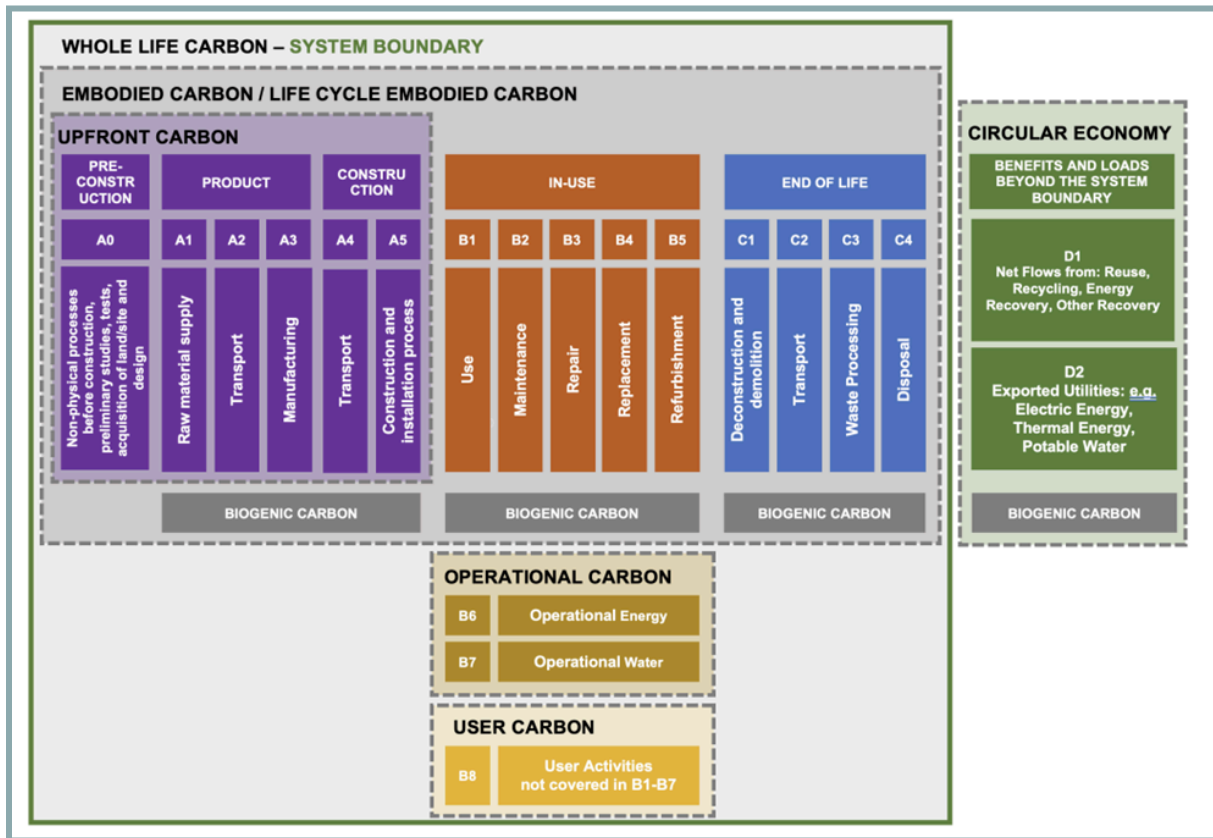 WHOLE LIFE CARBON – SYSTEM BOUNDARY
EMBODIED CARBON / LIFE CYCLE EMBODIED CARBON
UPFRONT CARBON
PRE-
CONSTR
UCTION
PRODUCT
CONSTRU
CTION
IN-USE
END OF LIFE
A0
A1
A2
A3
A4
A5
B1
B2
B3
B4
B5
C1
C2
C3
C4
Non-physical processes
before construction,
preliminary studies, tests,
acquisition of land/site and
design
Raw material supply
Transport
Manufacturing
Transport
Construction and
installation process
Use
Maintenance
Repair
Replacement
Refurbishment
Deconstruction and
demolition
Transport
Waste Processing
Disposal
BIOGENIC CARBON
BIOGENIC CARBON
BIOGENIC CARBON
OPERATIONAL CARBON
B6
Operational Energy
B7
Operational Water
USER CARBON
B8
User Activities
not covered in B1-B7
CIRCULAR ECONOMY
BENEFITS AND LOADS
BEYOND THE SYSTEM
BOUNDARY
D1
Net Flows from: Reuse,
Recycling, Energy
Recovery, Other Recovery
D2
Exported Utilities: e.g.
Electric Energy,
Thermal Energy,
Potable Water
BIOGENIC CARBON